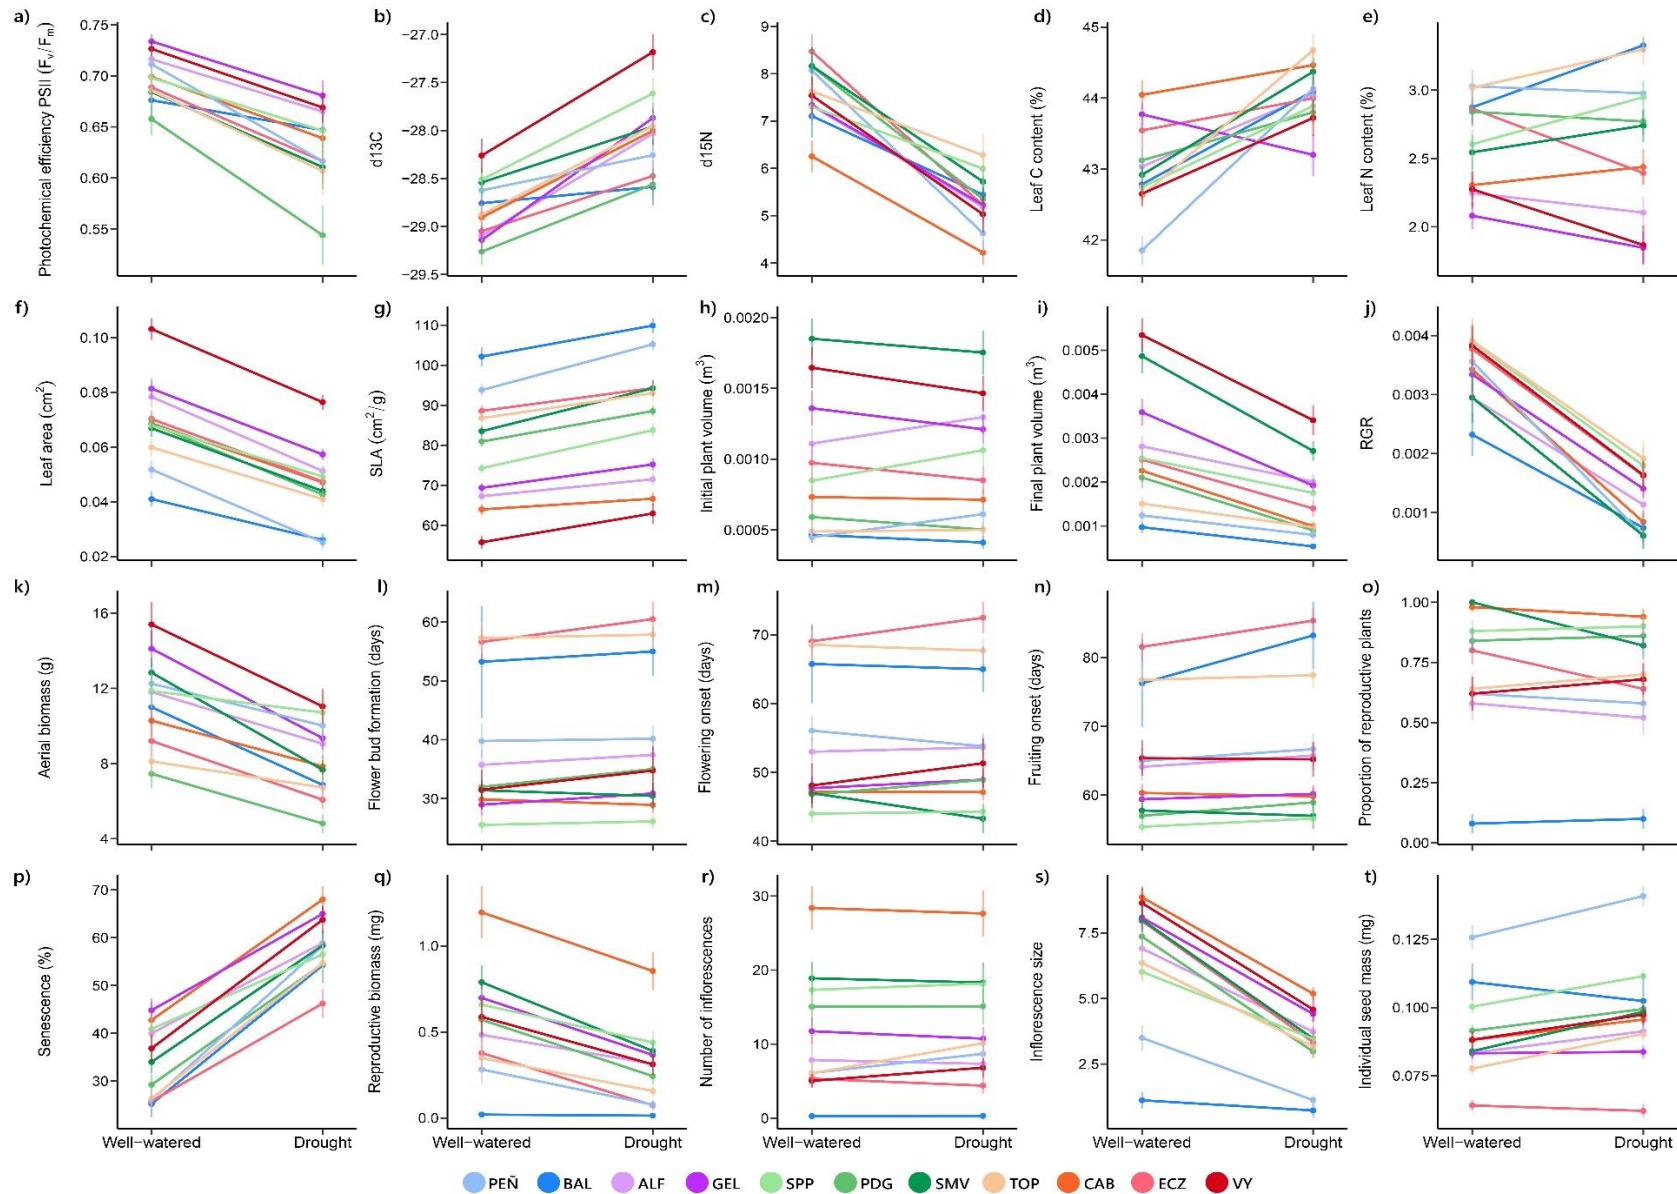 a)
Photochemical efficiency PSII (Fv/Fm)
0.75
0.70
0.65
0.60
0.55
b)
d13C
−27.0
−27.5
−28.0
−28.5
−29.0
−29.5
c)
d15N
9
8
7
6
5
4
d)
Leaf C content (%)
45
44
43
42
e)
Leaf N content (%)
3.0
2.5
2.0
f)
Leaf area (cm²)
0.10
0.08
0.06
0.04
0.02
g)
SLA (cm²/g)
110
100
90
80
70
60
h)
Initial plant volume (m³)
0.0020
0.0015
0.0010
0.0005
i)
Final plant volume (m³)
0.005
0.004
0.003
0.002
0.001
j)
RGR
0.004
0.003
0.002
0.001
k)
Aerial biomass (g)
16
12
8
4
l)
Flower bud formation (days)
60
50
40
30
m)
Flowering onset (days)
70
60
50
40
n)
Fruiting onset (days)
80
70
60
o)
Proportion of reproductive plants
1.00
0.75
0.50
0.25
0.00
p)
Senescence (%)
70
60
50
40
30
Well−watered Drought
q)
Reproductive biomass (mg)
1.0
0.5
0.0
Well−watered Drought
r)
Number of inflorescences
30
20
10
0
Well−watered Drought
s)
Inflorescence size
7.5
5.0
2.5
Well−watered Drought
t)
Individual seed mass (mg)
0.125
0.100
0.075
Well−watered Drought
PEÑ BAL ALF GEL SPP PDG SMV TOP CAB ECZ VY